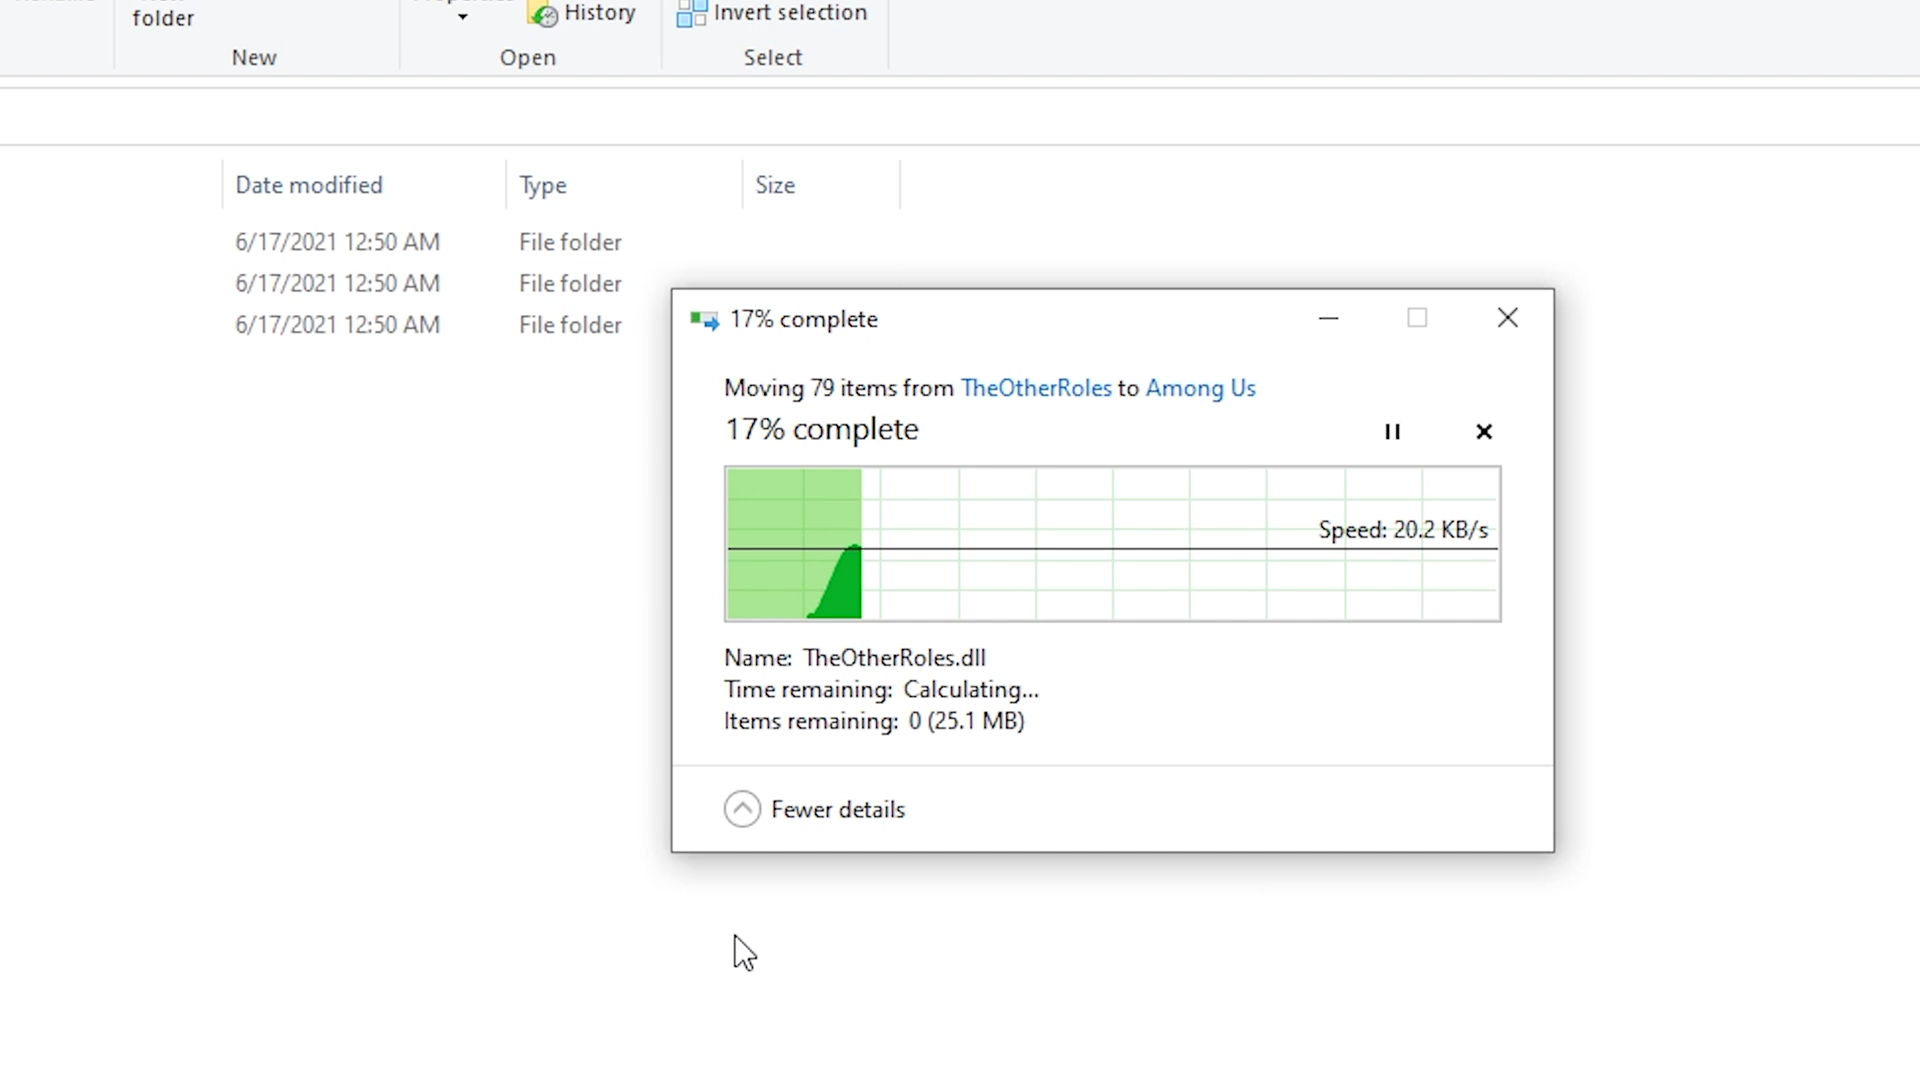 folder
History
Invert selection
New
Open
Select
Date modified
Type
Size
6/17/2021 12:50 AM
File folder
6/17/2021 12:50 AM
File folder
6/17/2021 12:50 AM
File folder
17% complete
Moving 79 items from TheOtherRoles to Among Us
17% complete
Speed: 20.2 KB/s
Name: TheOtherRoles.dll
Time remaining: Calculating...
Items remaining: 0 (25.1 MB)
Fewer details